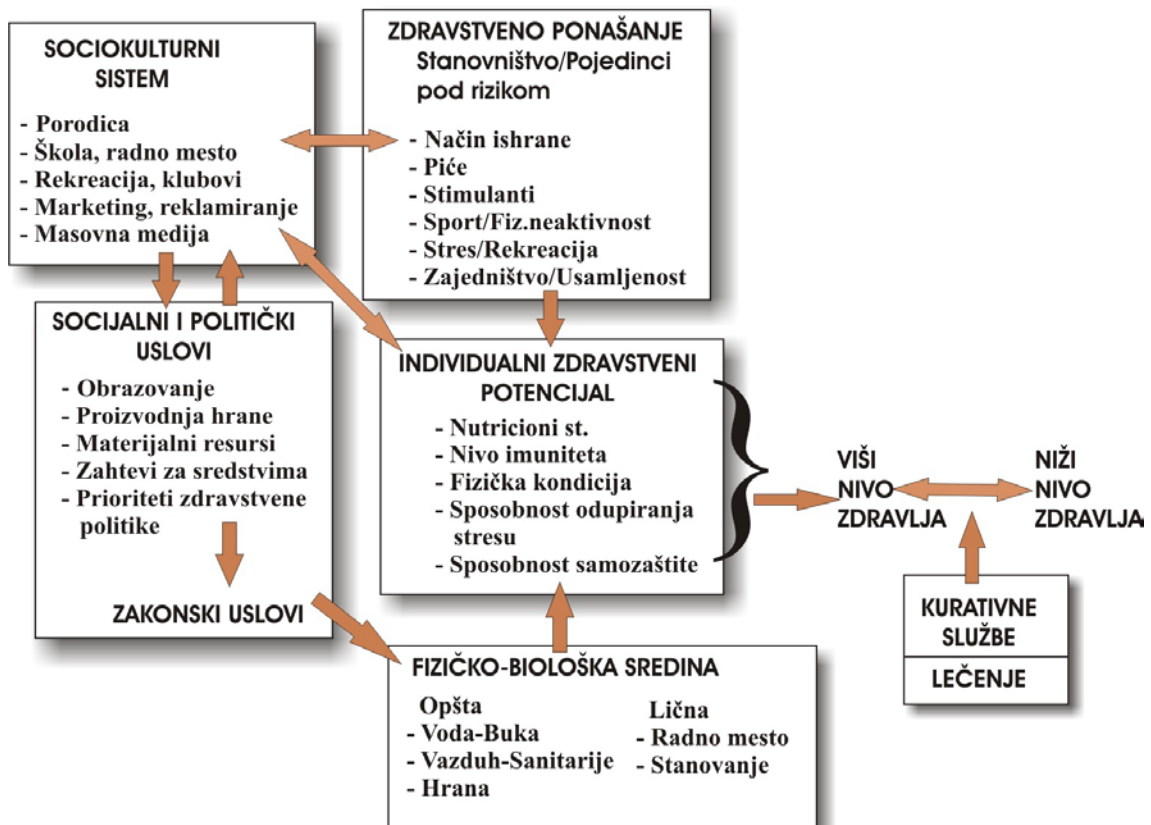 SOCIOKULTURNI
SISTEM
- Porodica
- Škola, radno mesto
- Rekreacija, klubovi
- Marketing, reklamiranje
- Masovna medija
ZDRAVSTVENO PONAŠANJE
Stanovništvo/Pojedinci
pod rizikom
- Način ishrane
- Piće
- Stimulanti
- Sport/Fiz.neaktivnost
- Stres/Rekreacija
- Zajedništvo/Usamljenost
SOCIJALNI I POLITIČKI
USLOVI
- Obrazovanje
- Proizvodnja hrane
- Materijalni resursi
- Zahtevi za sredstvima
- Prioriteti zdravstvene
politike
ZAKONSKI USLOVI
INDIVIDUALNI ZDRAVSTVENI
POTENCIJAL
- Nutricioni st.
- Nivo imuniteta
- Fizička kondicija
- Sposobnost odupiranja
stresu
- Sposobnost samozaštite
VIŠI
NIVO
ZDRAVLJA
NIŽI
NIVO
ZDRAVLJA
KURATIVNE
SLUŽBE
LEČENJE
FIZIČKO-BIOLOŠKA SREDINA
Opšta
- Voda-Buka
- Vazduh-Sanitarije
- Hrana
Lična
- Radno mesto
- Stanovanje